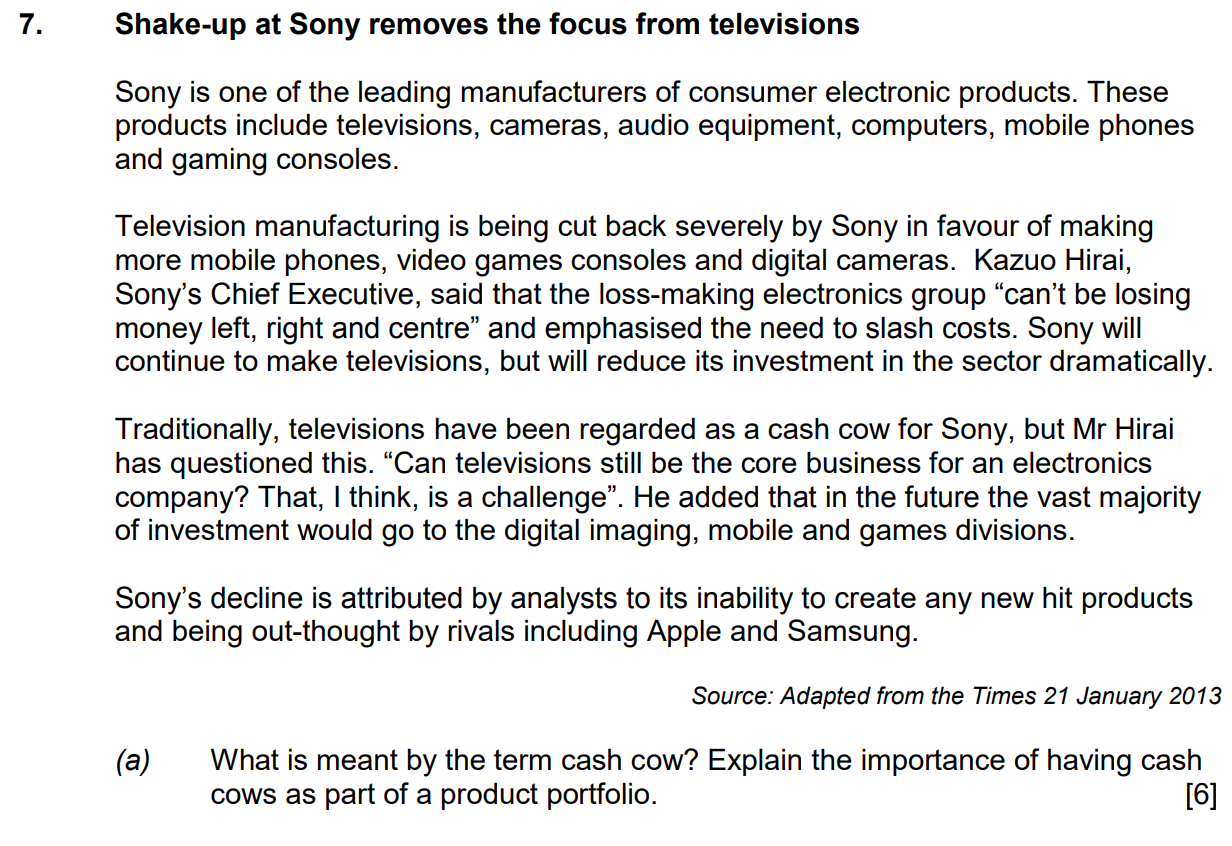 7. Shake-up at Sony removes the focus from televisions
Sony is one of the leading manufacturers of consumer electronic products. These
products include televisions, cameras, audio equipment, computers, mobile phones
and gaming consoles.
Television manufacturing is being cut back severely by Sony in favour of making
more mobile phones, video games consoles and digital cameras.  Kazuo Hirai,
Sony’s Chief Executive, said that the loss-making electronics group “can’t be losing
money left, right and centre” and emphasised the need to slash costs. Sony will
continue to make televisions, but will reduce its investment in the sector dramatically.
Traditionally, televisions have been regarded as a cash cow for Sony, but Mr Hirai
has questioned this. “Can televisions still be the core business for an electronics
company? That, I think, is a challenge”. He added that in the future the vast majority
of investment would go to the digital imaging, mobile and games divisions.
Sony’s decline is attributed by analysts to its inability to create any new hit products
and being out-thought by rivals including Apple and Samsung.
Source: Adapted from the Times 21 January 2013
(a) What is meant by the term cash cow? Explain the importance of having cash
cows as part of a product portfolio. [6]